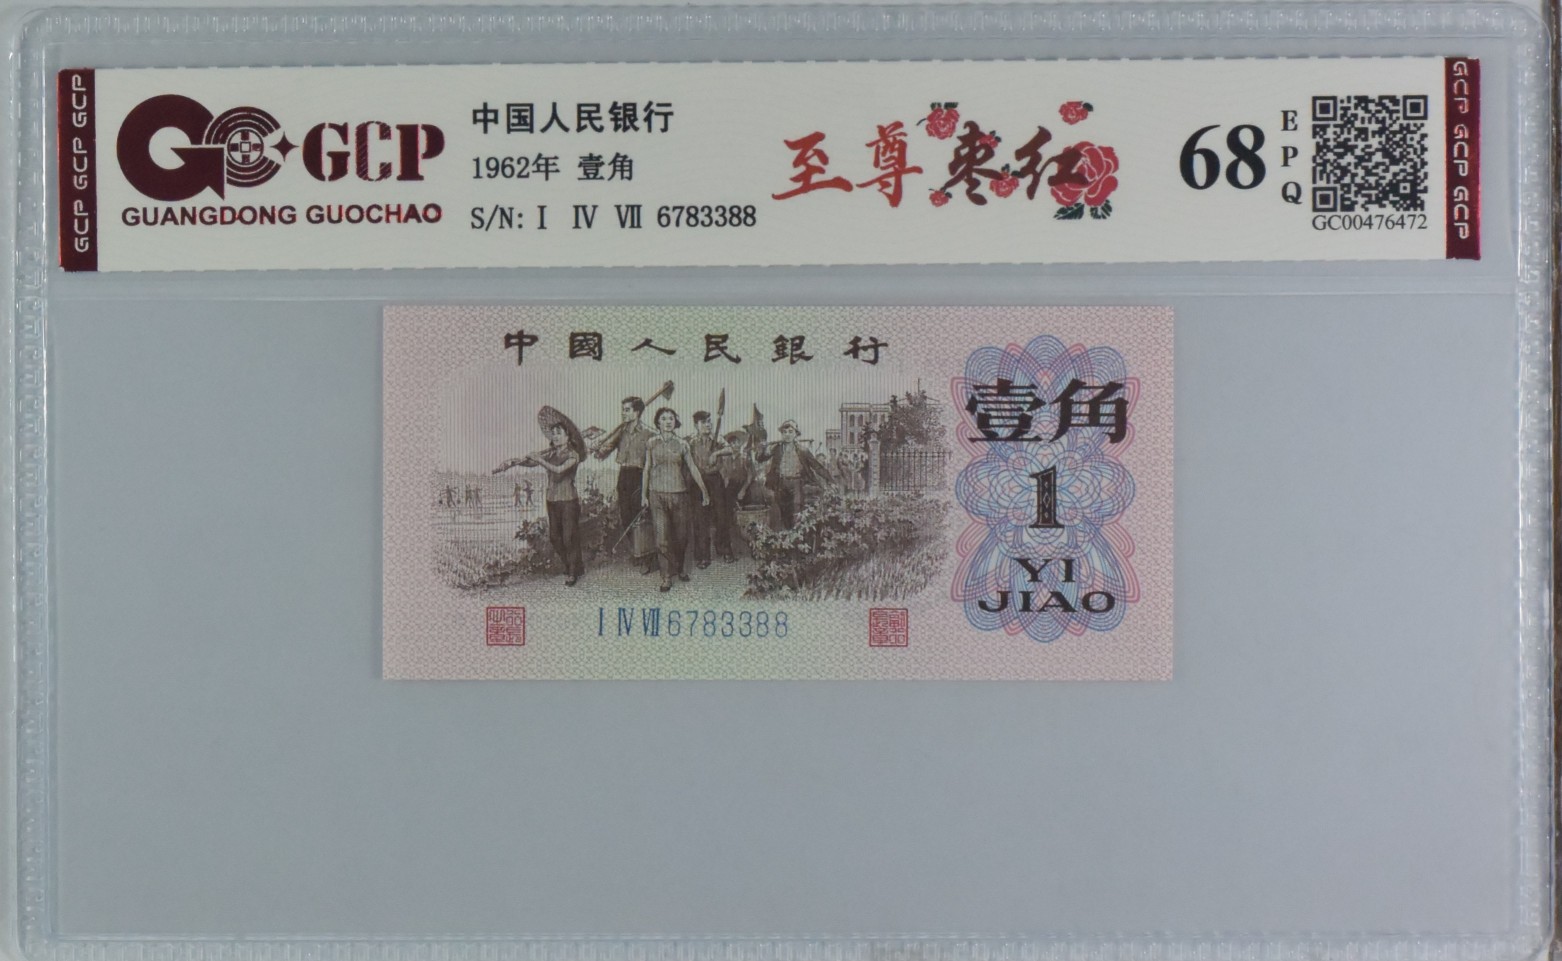 GCP GCP GCP
GCP
GUANGDONG GUOCHAO
中国人民银行
1962年 壹角
S/N: I IV VII 6783388
至尊枣红
68
EPQ
GC00476472
GCP GCP GCP
中國人民銀行
壹角
1
YI
JIAO
I IV VII 6783388